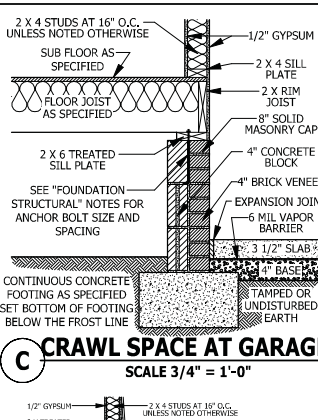 2 X 4 STUDS AT 16" O.C.
UNLESS NOTED OTHERWISE
SUB FLOOR AS
SPECIFIED
FLOOR JOIST
AS SPECIFIED
2 X 6 TREATED
SILL PLATE
SEE "FOUNDATION
STRUCTURAL" NOTES FOR
ANCHOR BOLT SIZE AND
SPACING
CONTINUOUS CONCRETE
FOOTING AS SPECIFIED
SET BOTTOM OF FOOTING
BELOW THE FROST LINE
1/2" GYPSUM
2 X 4 SILL
PLATE
2 X RIM
JOIST
8" SOLID
MASONRY CAP
4" CONCRETE
BLOCK
4" BRICK VENEE
EXPANSION JOIN
6 MIL VAPOR
BARRIER
3 1/2" SLAB
4" BASE
TAMPED OR
UNDISTURBED
EARTH
C CRAWL SPACE AT GARAG
SCALE 3/4" = 1'-0"
1/2" GYPSUM
2 X 4 STUDS AT 16" O.C.
UNLESS NOTED OTHERWISE